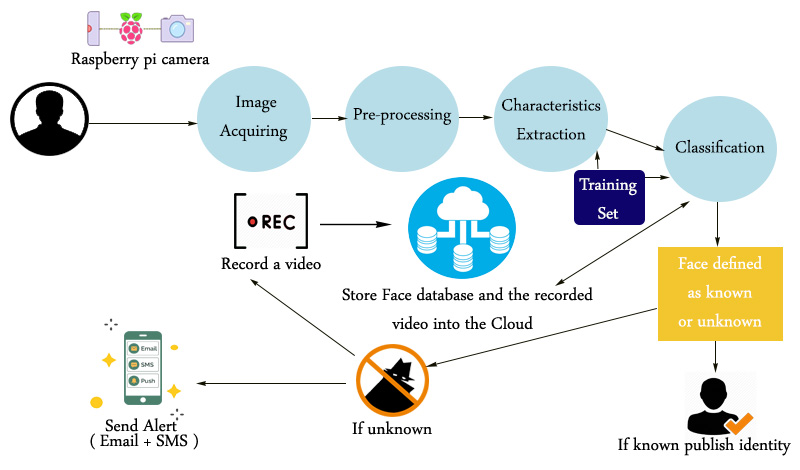 Raspberry pi camera
Image
Acquiring
Pre-processing
Characteristics
Extraction
Classification
Training
Set
REC
Record a video
Store Face database and the recorded
video into the Cloud
Face defined
as known
or unknown
Email
SMS
Push
Send Alert
( Email + SMS )
If unknown
If known publish identity